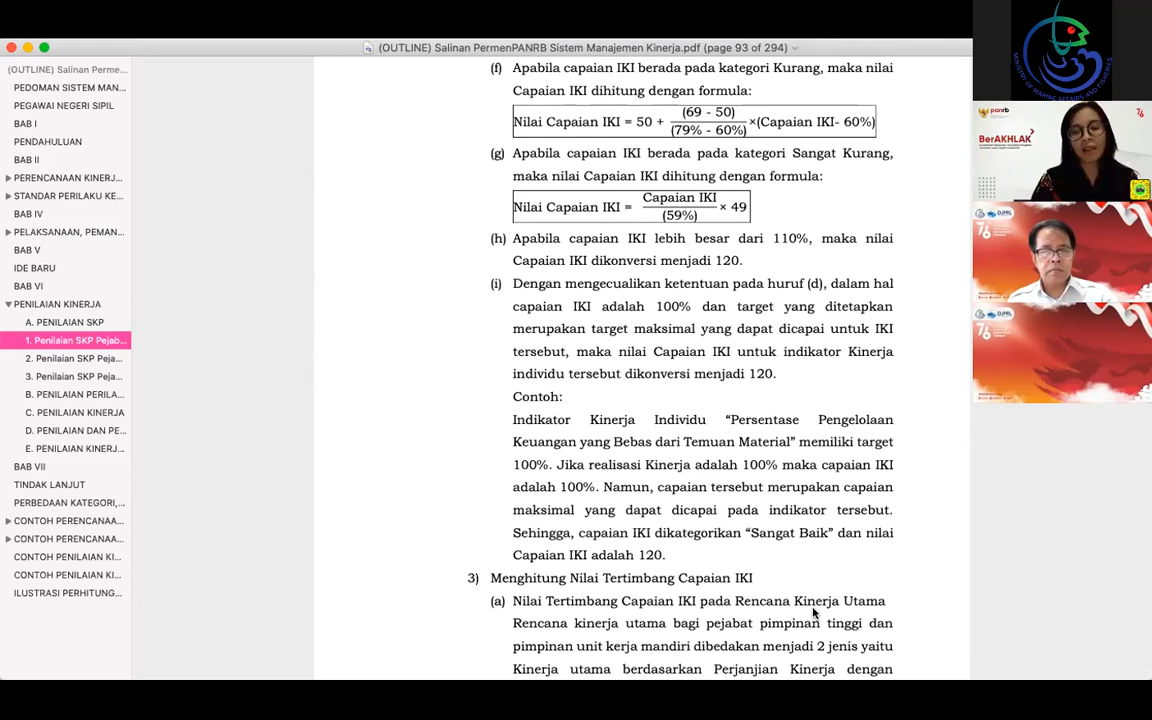 (OUTLINE) Salinan PermenPANRB Sistem Manajemen Kinerja.pdf (page 93 of 294)
(OUTLINE) Salinan Perme...
PEDOMAN SISTEM MAN...
PEGAWAI NEGERI SIPIL
BAB I
PENDAHULUAN
BAB II
PERENCANAAN KINERJ...
STANDAR PERILAKU KE...
BAB IV
PELAKSANAAN, PEMAN...
BAB V
IDE BARU
BAB VI
PENILAIAN KINERJA
A. PENILAIAN SKP
1. Penilaian SKP Pejab...
2. Penilaian SKP Peja...
3. Penilaian SKP Peja...
B. PENILAIAN PERILA...
C. PENILAIAN KINERJA
D. PENILAIAN DAN PE...
E. PENILAIAN KINERJ...
BAB VII
TINDAK LANJUT
PERBEDAAN KATEGORI,...
CONTOH PERENCANAA...
CONTOH PERENCANAA...
CONTOH PENILAIAN KI...
CONTOH PENILAIAN KI...
ILUSTRASI PERHITUNG...
(f) Apabila capaian IKI berada pada kategori Kurang, maka nilai
Capaian IKI dihitung dengan formula:
Nilai Capaian IKI = 50 + (69 - 50) / (79% - 60%) ×(Capaian IKI- 60%)
(g) Apabila capaian IKI berada pada kategori Sangat Kurang,
maka nilai Capaian IKI dihitung dengan formula:
Nilai Capaian IKI = Capaian IKI / (59%) × 49
(h) Apabila capaian IKI lebih besar dari 110%, maka nilai
Capaian IKI dikonversi menjadi 120.
(i) Dengan mengecualikan ketentuan pada huruf (d), dalam hal
capaian IKI adalah 100% dan target yang ditetapkan
merupakan target maksimal yang dapat dicapai untuk IKI
tersebut, maka nilai Capaian IKI untuk indikator Kinerja
individu tersebut dikonversi menjadi 120.
Contoh:
Indikator Kinerja Individu “Persentase Pengelolaan
Keuangan yang Bebas dari Temuan Material” memiliki target
100%. Jika realisasi Kinerja adalah 100% maka capaian IKI
adalah 100%. Namun, capaian tersebut merupakan capaian
maksimal yang dapat dicapai pada indikator tersebut.
Sehingga, capaian IKI dikategorikan “Sangat Baik” dan nilai
Capaian IKI adalah 120.
3) Menghitung Nilai Tertimbang Capaian IKI
(a) Nilai Tertimbang Capaian IKI pada Rencana Kinerja Utama
Rencana kinerja utama bagi pejabat pimpinan tinggi dan
pimpinan unit kerja mandiri dibedakan menjadi 2 jenis yaitu
Kinerja utama berdasarkan Perjanjian Kinerja dengan
MINISTRY OF MARINE AFFAIRS AND FISHERIES
panrb
76
BerAKHLAK
DJPRL
76
DJPRL
76